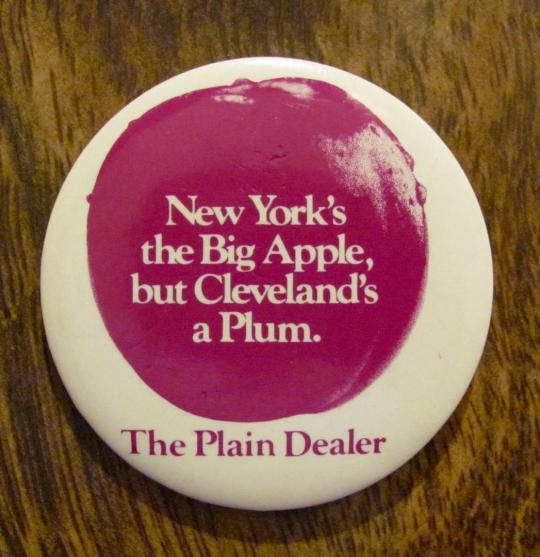 New York's
the Big Apple,
but Cleveland's
a Plum.
The Plain Dealer